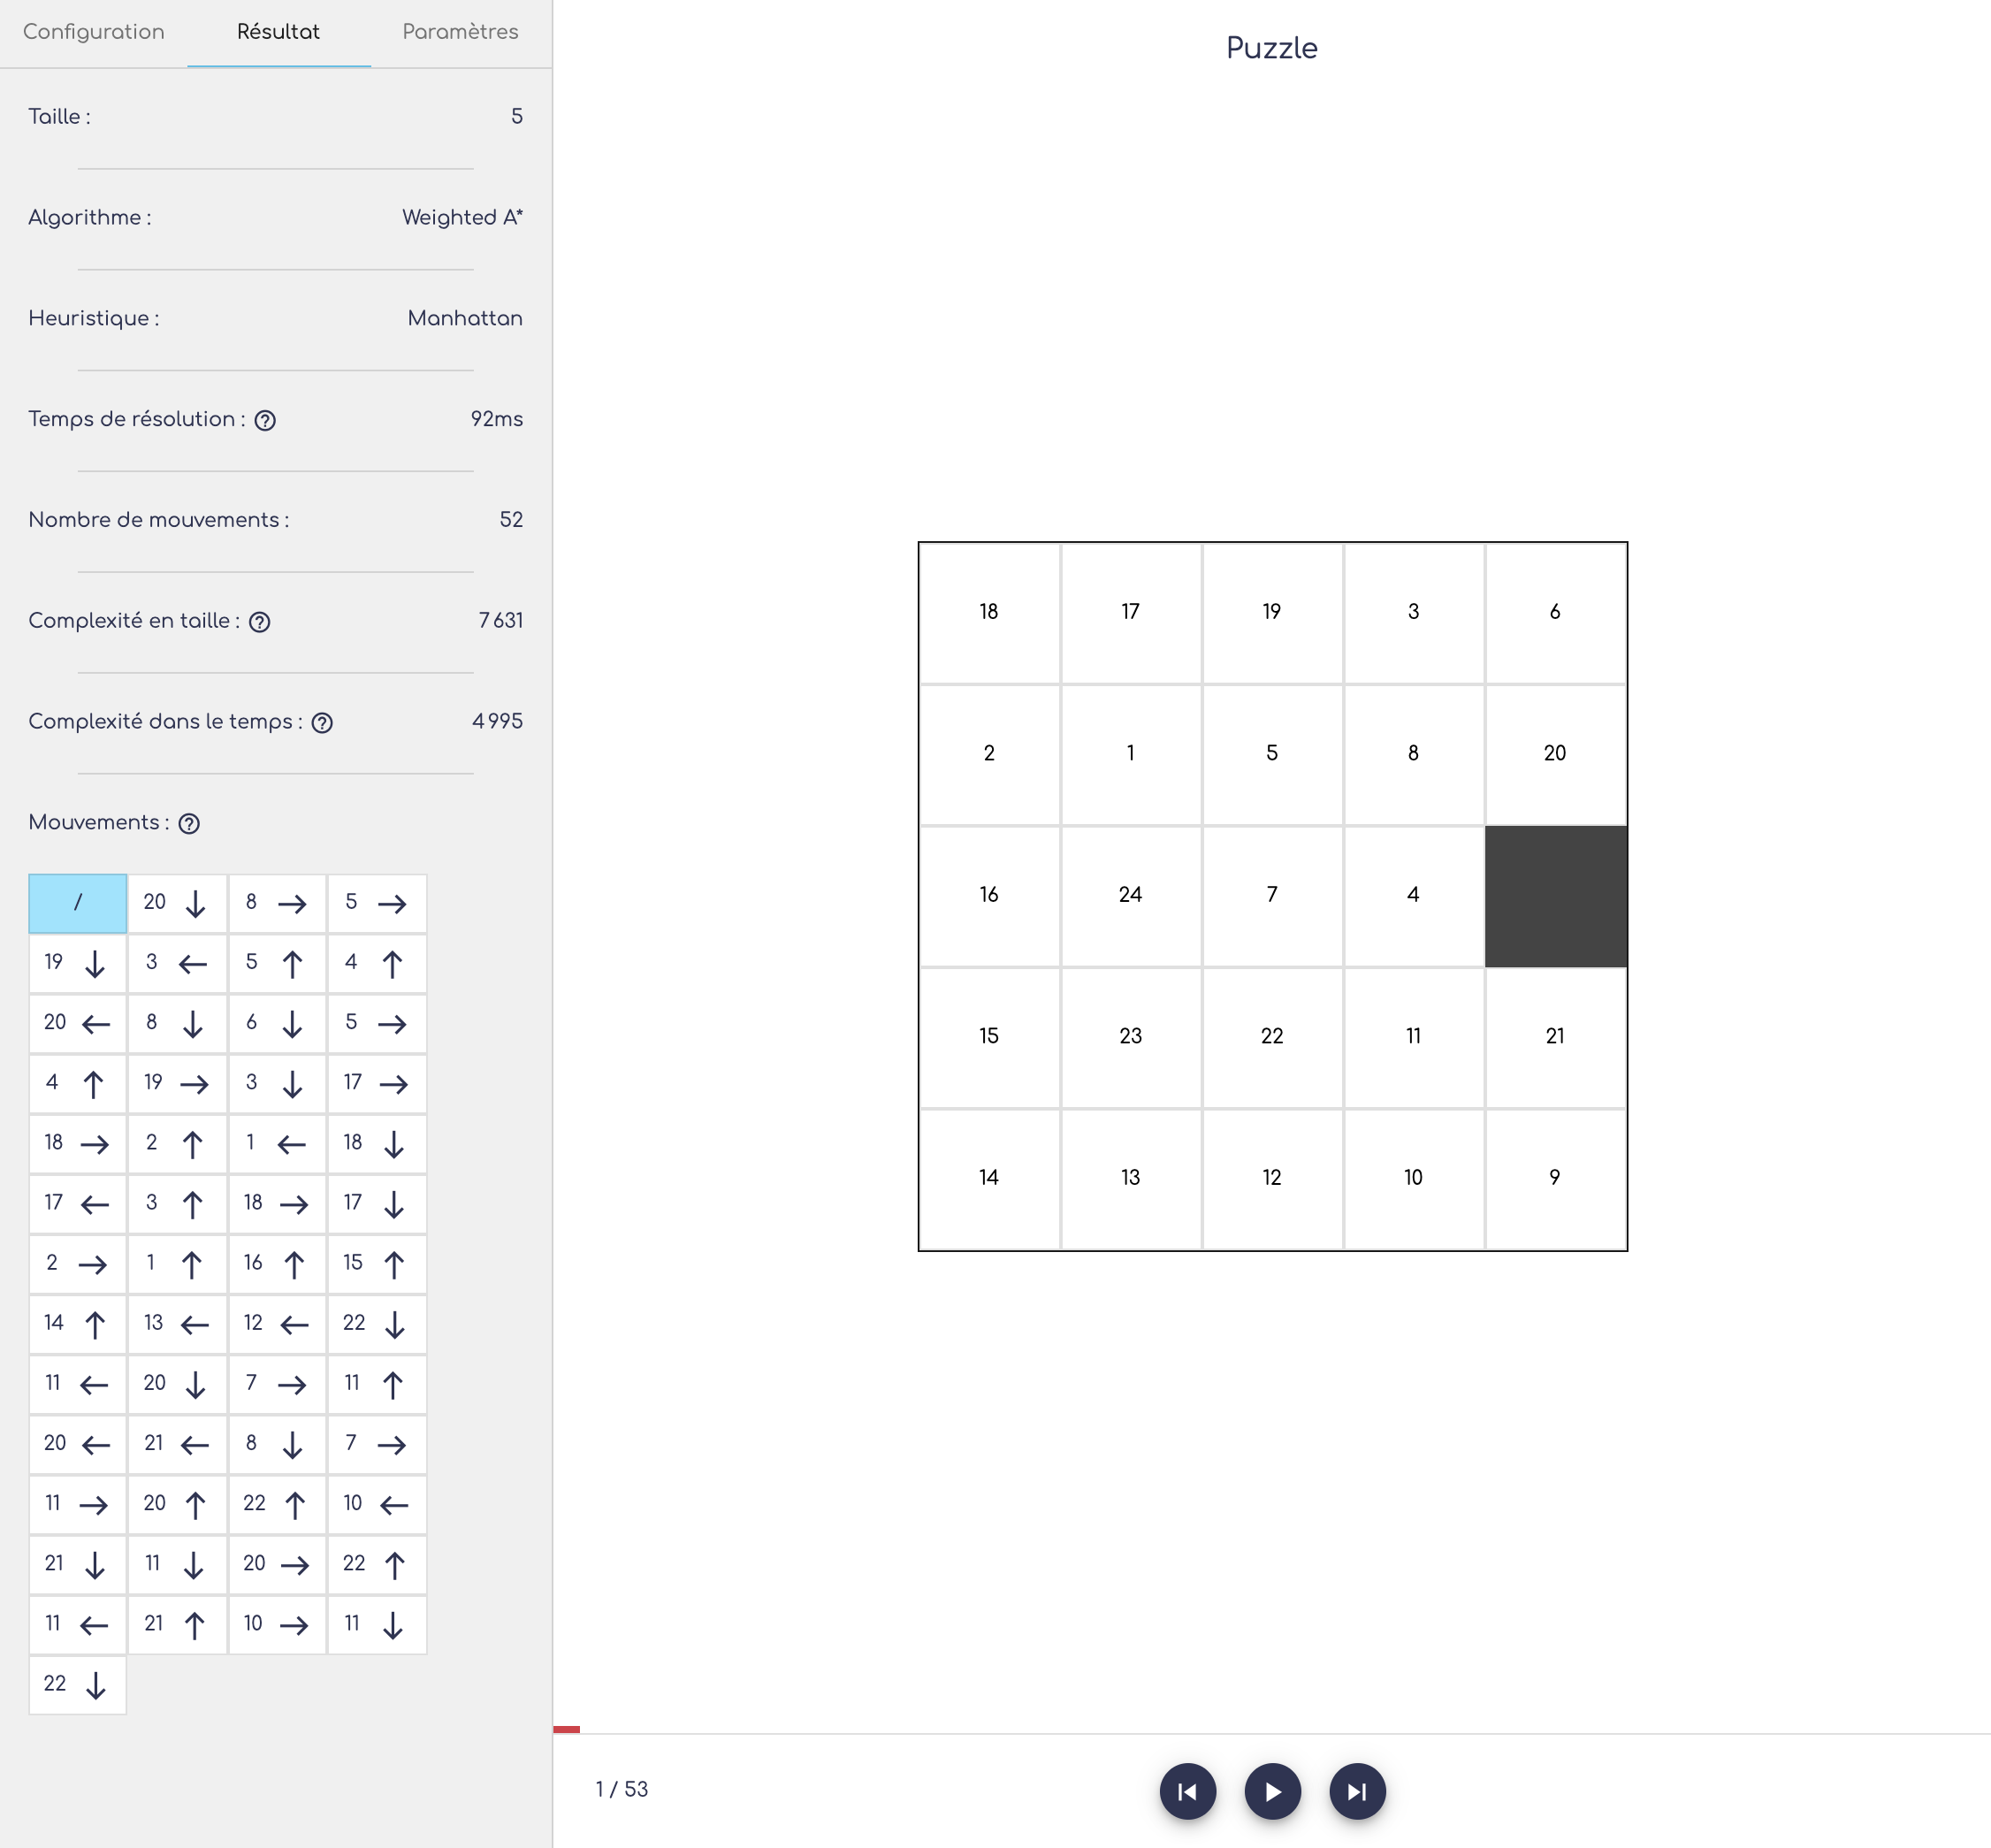 Configuration Résultat Paramètres
Taille : 5
Algorithme : Weighted A*
Heuristique : Manhattan
Temps de résolution : ? 92ms
Nombre de mouvements : 52
Complexité en taille : ? 7 631
Complexité dans le temps : ? 4 995
Mouvements : ?
/ 20 ↓ 8 → 5 →
19 ↓ 3 ← 5 ↑ 4 ↑
20 ← 8 ↓ 6 ↓ 5 →
4 ↑ 19 → 3 ↓ 17 →
18 → 2 ↑ 1 ← 18 ↓
17 ← 3 ↑ 18 → 17 ↓
2 → 1 ↑ 16 ↑ 15 ↑
14 ↑ 13 ← 12 ← 22 ↓
11 ← 20 ↓ 7 → 11 ↑
20 ← 21 ← 8 ↓ 7 →
11 → 20 ↑ 22 ↑ 10 ←
21 ↓ 11 ↓ 20 → 22 ↑
11 ← 21 ↑ 10 → 11 ↓
22 ↓
Puzzle
18 17 19 3 6
2 1 5 8 20
16 24 7 4
15 23 22 11 21
14 13 12 10 9
1 / 53